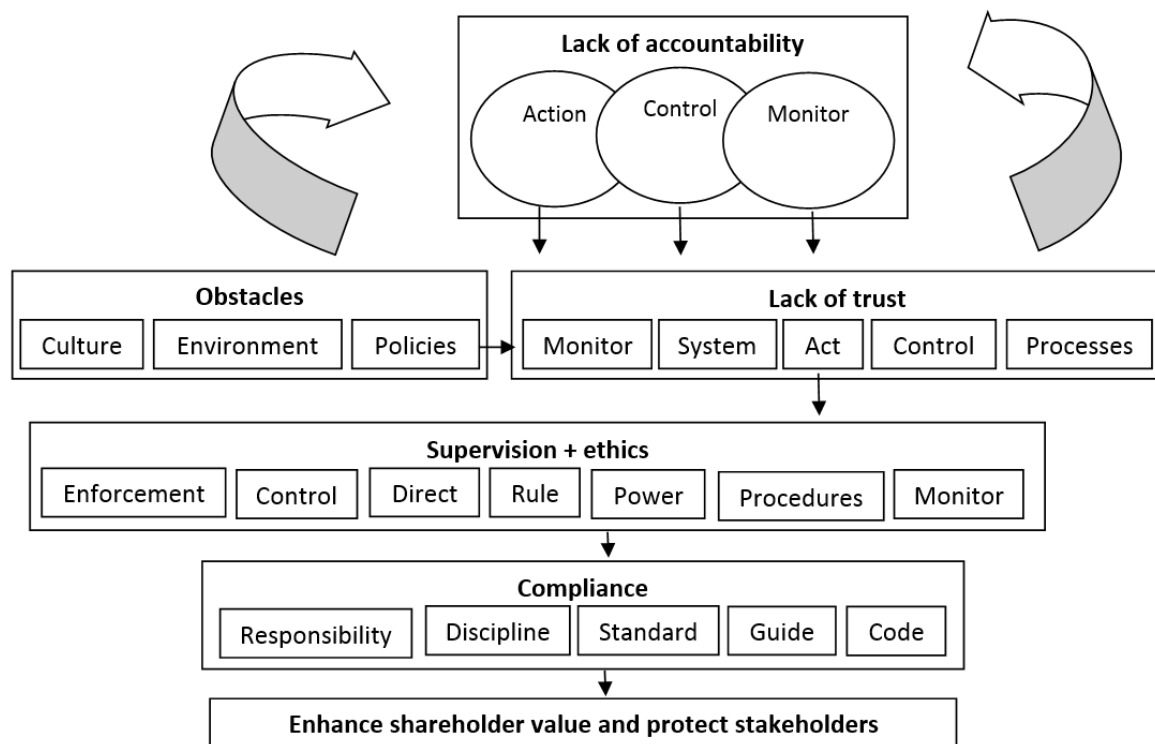 Lack of accountability
Action
Control
Monitor
Obstacles
Culture
Environment
Policies
Lack of trust
Monitor
System
Act
Control
Processes
Supervision + ethics
Enforcement
Control
Direct
Rule
Power
Procedures
Monitor
Compliance
Responsibility
Discipline
Standard
Guide
Code
Enhance shareholder value and protect stakeholders